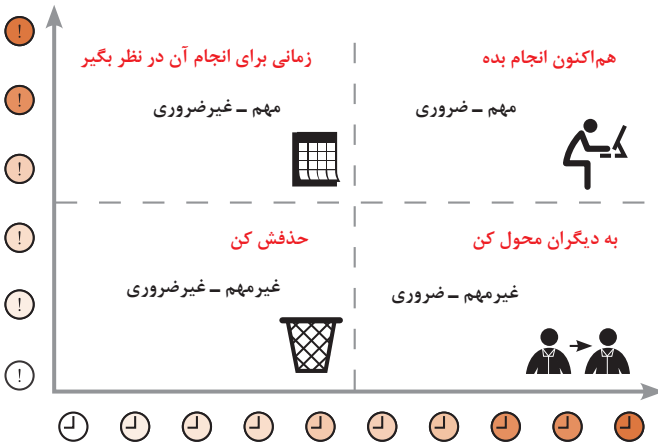 هم‌اکنون انجام بده
مهم ـ ضروری
زمانی برای انجام آن در نظر بگیر
مهم ـ غیرضروری
به دیگران محول کن
غیرمهم ـ ضروری
حذفش کن
غیرمهم ـ غیرضروری
!
!
!
!
!
!